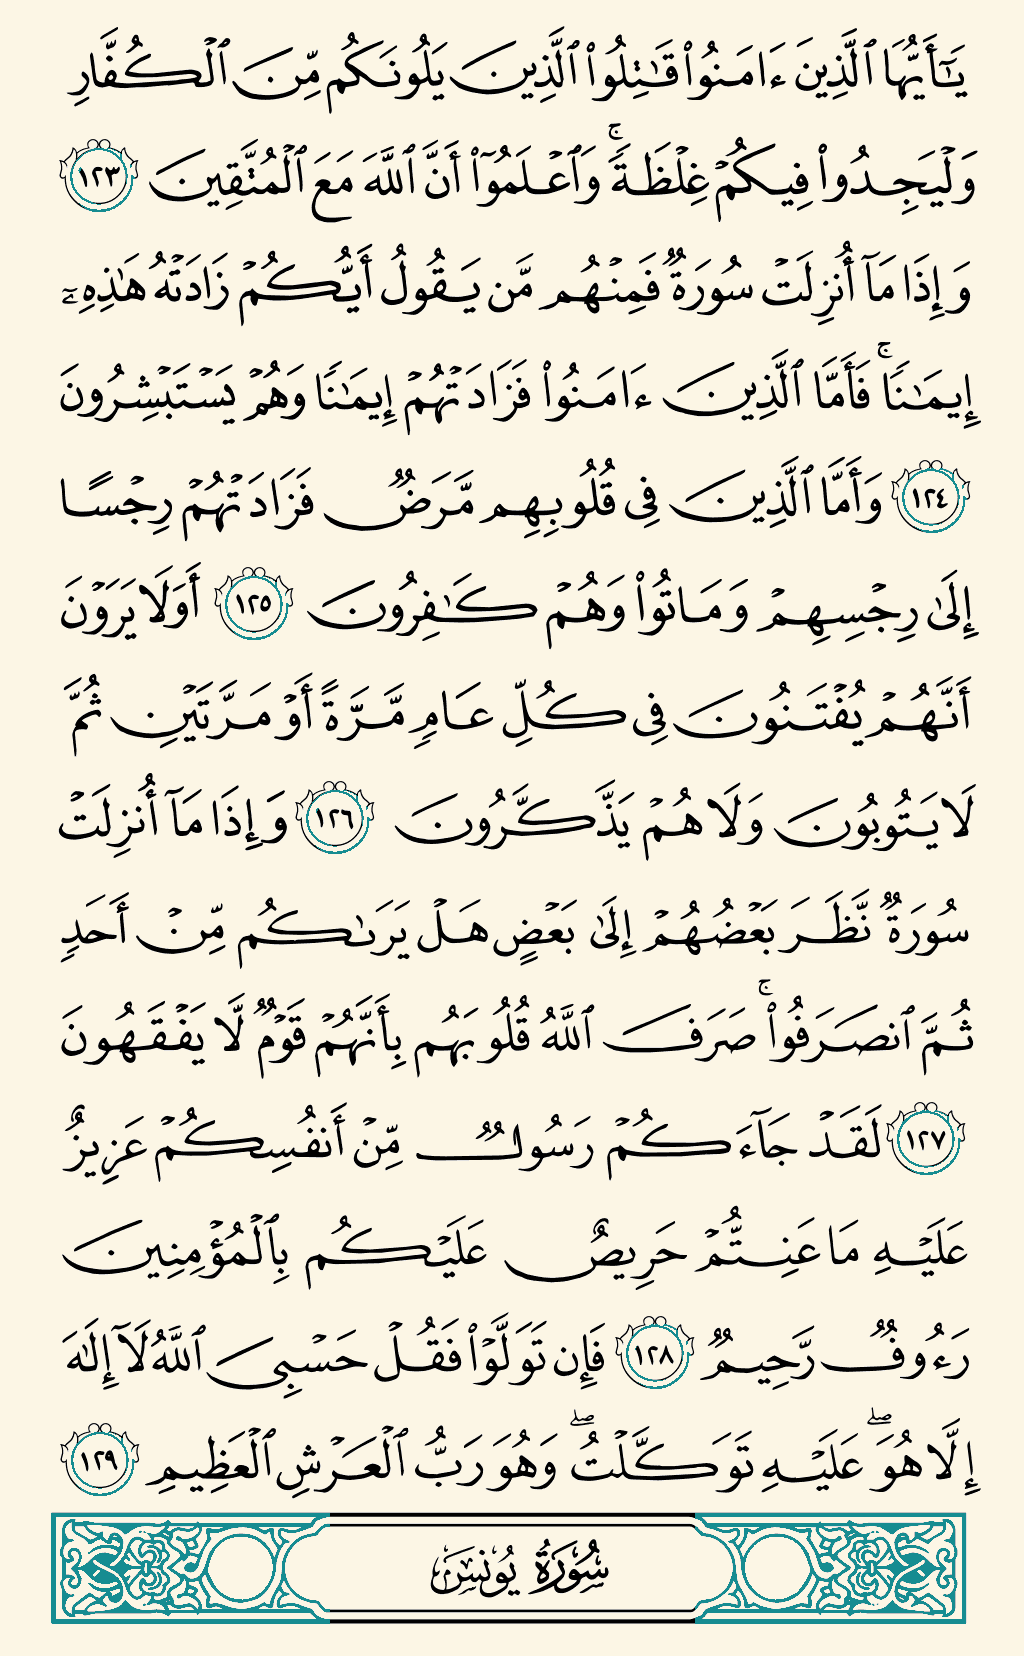 يَـٰٓأَيُّهَا ٱلَّذِينَ ءَامَنُوا۟ قَـٰتِلُوا۟ ٱلَّذِينَ يَلُونَكُم مِّنَ ٱلْكُفَّارِ
وَلْيَجِدُوا۟ فِيكُمْ غِلْظَةً ۚ وَٱعْلَمُوٓا۟ أَنَّ ٱللَّهَ مَعَ ٱلْمُتَّقِينَ ١٢٣
وَإِذَا مَآ أُنزِلَتْ سُورَةٌ فَمِنْهُم مَّن يَقُولُ أَيُّكُمْ زَادَتْهُ هَـٰذِهِۦٓ
إِيمَـٰنًا ۚ فَأَمَّا ٱلَّذِينَ ءَامَنُوا۟ فَزَادَتْهُمْ إِيمَـٰنًا وَهُمْ يَسْتَبْشِرُونَ
١٢٤ وَأَمَّا ٱلَّذِينَ فِى قُلُوبِهِم مَّرَضٌ فَزَادَتْهُمْ رِجْسًا
إِلَىٰ رِجْسِهِمْ وَمَاتُوا۟ وَهُمْ كَـٰفِرُونَ ١٢٥ أَوَلَا يَرَوْنَ
أَنَّهُمْ يُفْتَنُونَ فِى كُلِّ عَامٍ مَّرَّةً أَوْ مَرَّتَيْنِ ثُمَّ
لَا يَتُوبُونَ وَلَا هُمْ يَذَّكَّرُونَ ١٢٦ وَإِذَا مَآ أُنزِلَتْ
سُورَةٌ نَّظَرَ بَعْضُهُمْ إِلَىٰ بَعْضٍ هَلْ يَرَىٰكُم مِّنْ أَحَدٍ
ثُمَّ ٱنصَرَفُوا۟ ۚ صَرَفَ ٱللَّهُ قُلُوبَهُم بِأَنَّهُمْ قَوْمٌ لَّا يَفْقَهُونَ
١٢٧ لَقَدْ جَآءَكُمْ رَسُولٌ مِّنْ أَنفُسِكُمْ عَزِيزٌ
عَلَيْهِ مَا عَنِتُّمْ حَرِيصٌ عَلَيْكُم بِٱلْمُؤْمِنِينَ
رَءُوفٌ رَّحِيمٌ ١٢٨ فَإِن تَوَلَّوْا۟ فَقُلْ حَسْبِىَ ٱللَّهُ لَآ إِلَـٰهَ
إِلَّا هُوَ ۖ عَلَيْهِ تَوَكَّلْتُ ۖ وَهُوَ رَبُّ ٱلْعَرْشِ ٱلْعَظِيمِ ١٢٩
سُورَةُ يُونُسَ